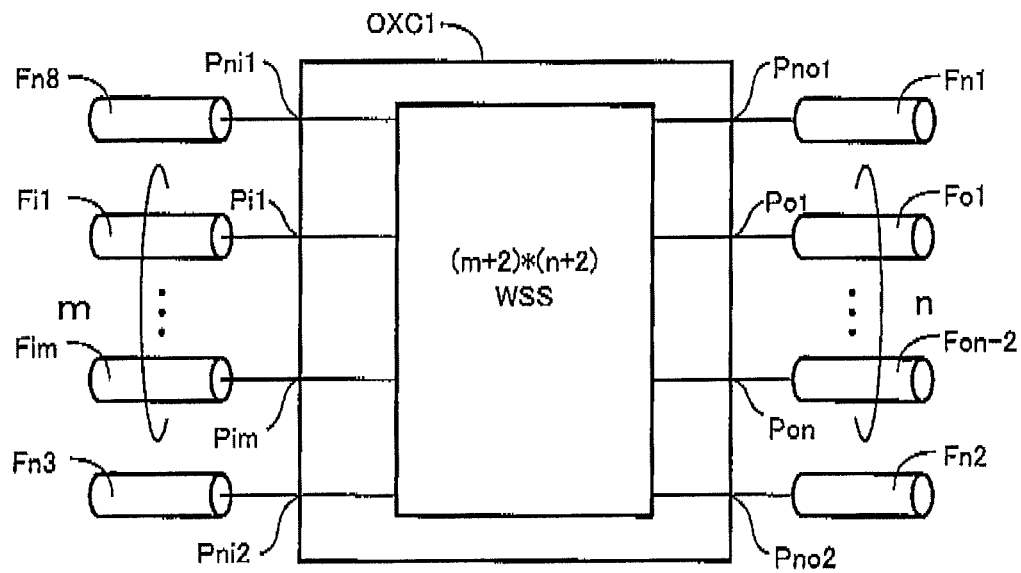 OXC1
Fn8
Pni1
Pno1
Fn1
Fi1
Pi1
Po1
Fo1
(m+2)*(n+2)
WSS
m
n
Fim
Pim
Pon
Fon-2
Fn3
Pni2
Pno2
Fn2